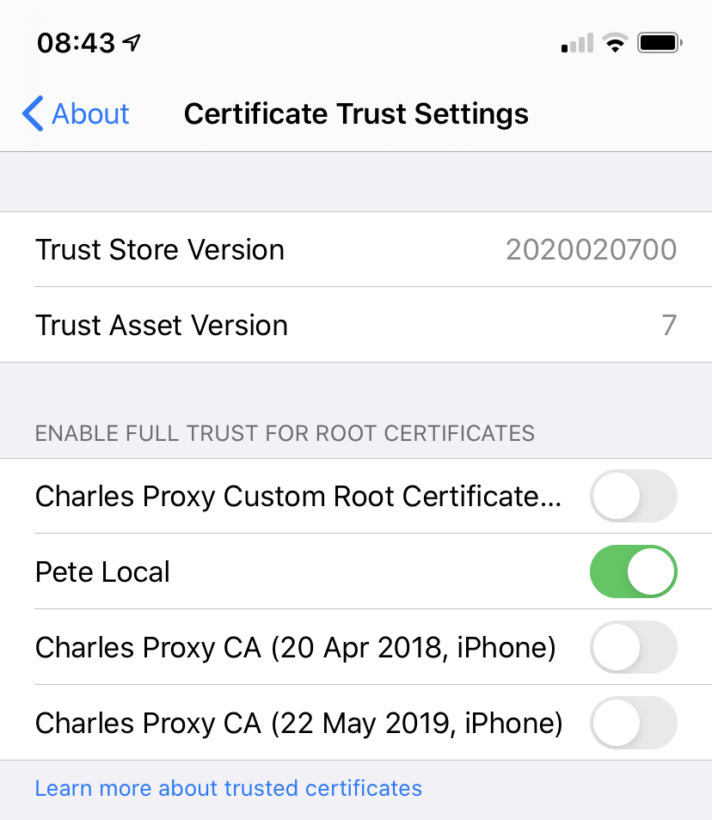 08:43
About
Certificate Trust Settings
Trust Store Version 2020020700
Trust Asset Version 7
ENABLE FULL TRUST FOR ROOT CERTIFICATES
Charles Proxy Custom Root Certificate...
Pete Local
Charles Proxy CA (20 Apr 2018, iPhone)
Charles Proxy CA (22 May 2019, iPhone)
Learn more about trusted certificates